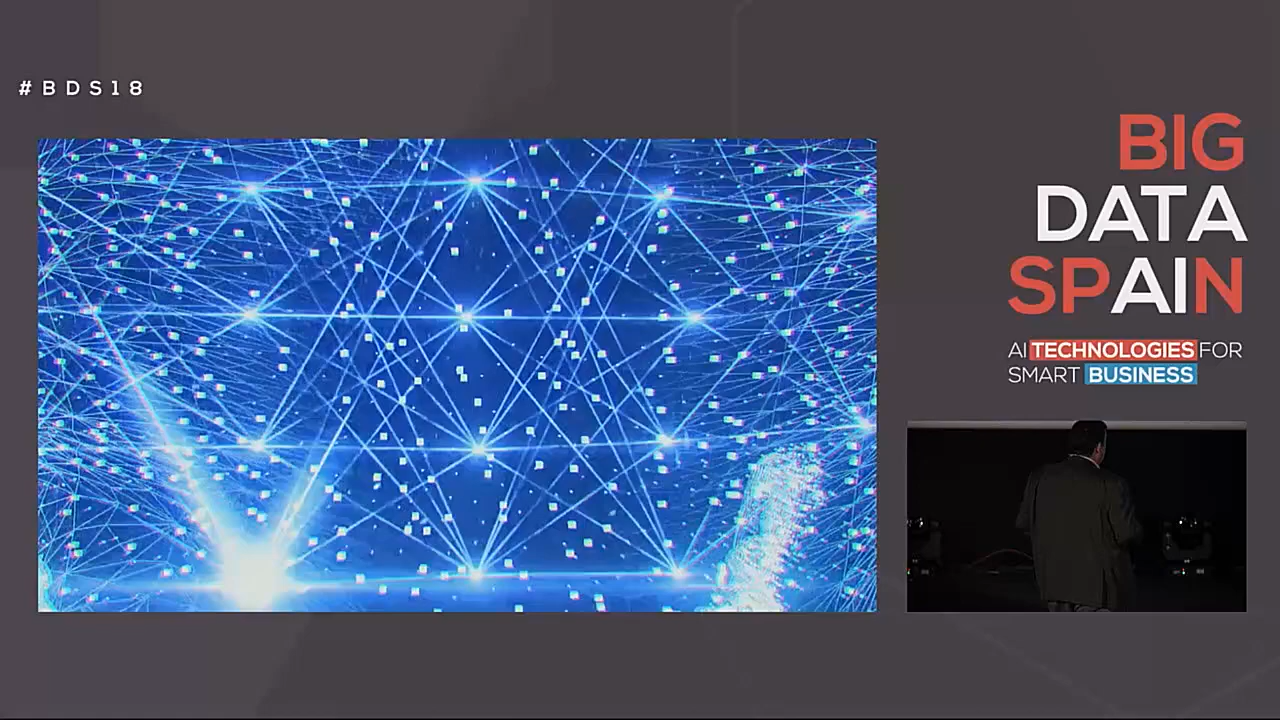 #BDS18
BIG
DATA
SPAIN
AI TECHNOLOGIES FOR
SMART BUSINESS